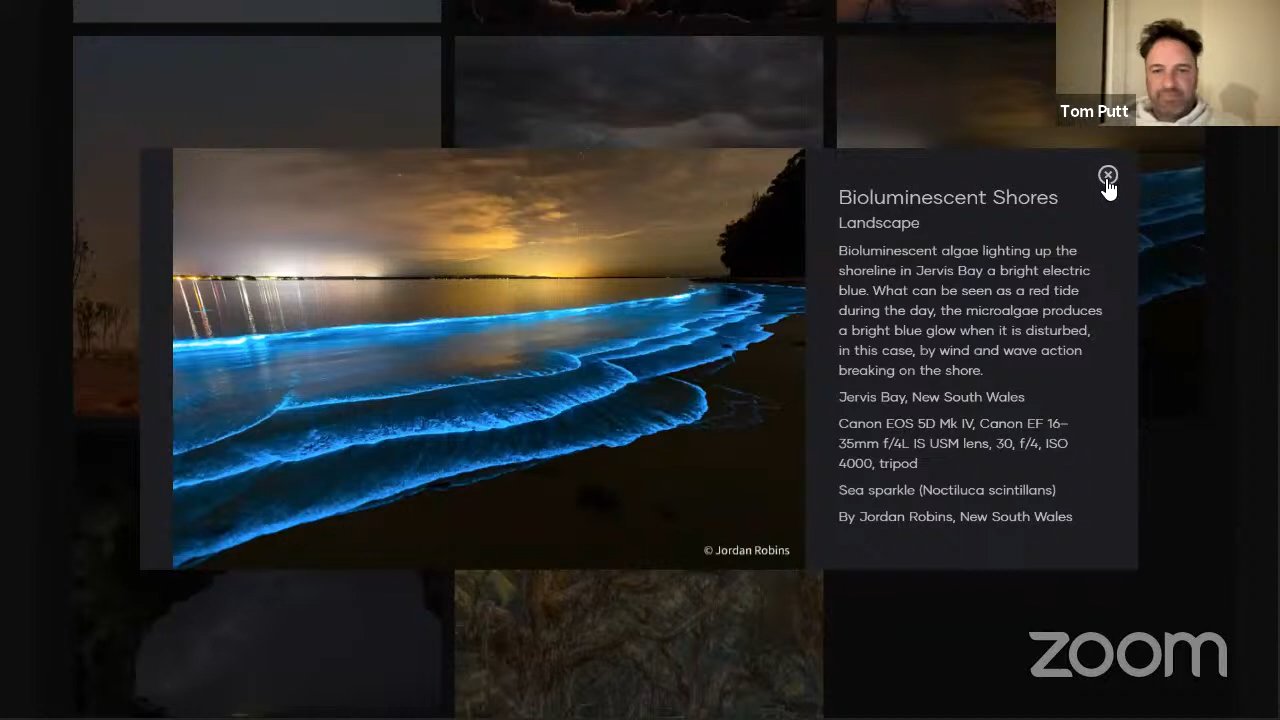 Tom Putt
Bioluminescent Shores
Landscape
Bioluminescent algae lighting up the
shoreline in Jervis Bay a bright electric
blue. What can be seen as a red tide
during the day, the microalgae produces
a bright blue glow when it is disturbed,
in this case, by wind and wave action
breaking on the shore.
Jervis Bay, New South Wales
Canon EOS 5D Mk IV, Canon EF 16–
35mm f/4L IS USM lens, 30, f/4, ISO
4000, tripod
Sea sparkle (Noctiluca scintillans)
By Jordan Robins, New South Wales
© Jordan Robins
zoom